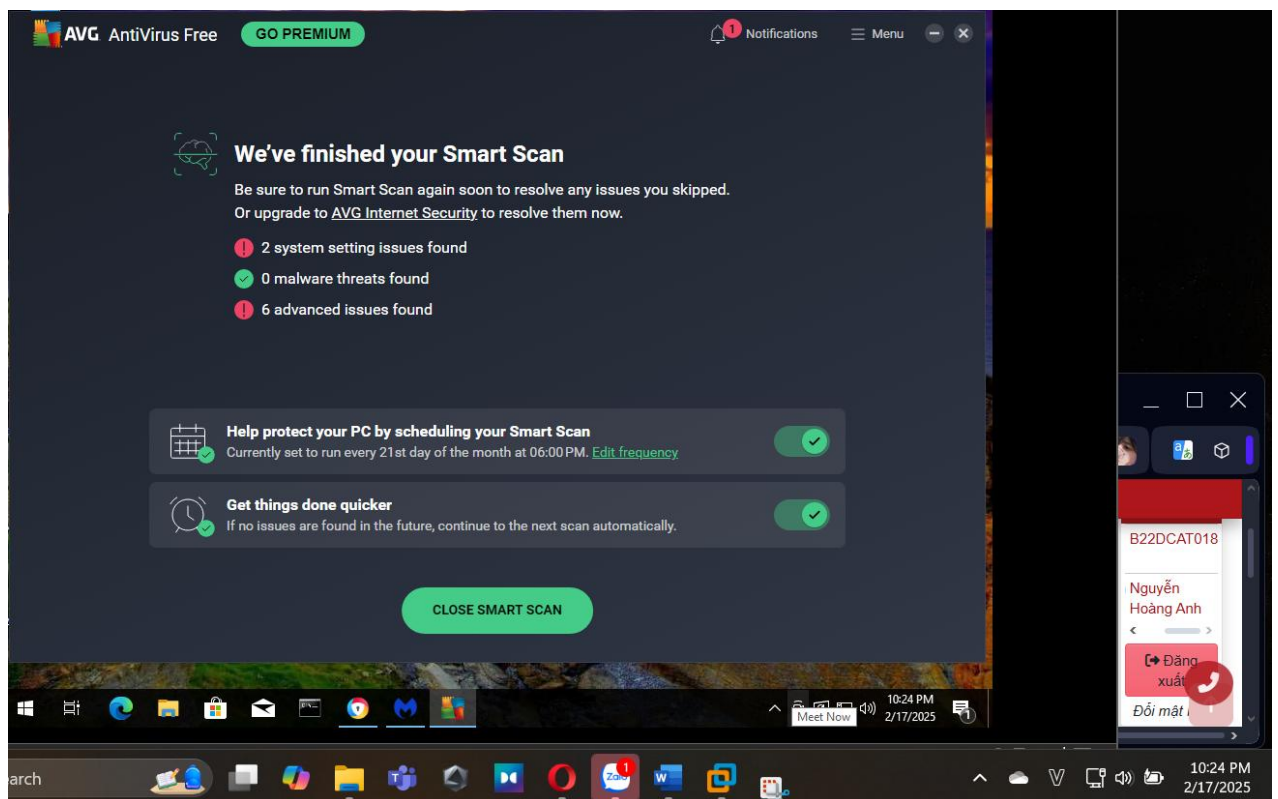 AVG AntiVirus Free GO PREMIUM 1 Notifications Menu
We've finished your Smart Scan
Be sure to run Smart Scan again soon to resolve any issues you skipped.
Or upgrade to AVG Internet Security to resolve them now.
2 system setting issues found
0 malware threats found
6 advanced issues found
Help protect your PC by scheduling your Smart Scan
Currently set to run every 21st day of the month at 06:00 PM. Edit frequency
Get things done quicker
If no issues are found in the future, continue to the next scan automatically.
CLOSE SMART SCAN
B22DCAT018
Nguyễn
Hoàng Anh
Đăng
xuất
Đổi mật
10:24 PM
Meet Now 2/17/2025 1
arch Zalo 1 W V 10:24 PM
2/17/2025